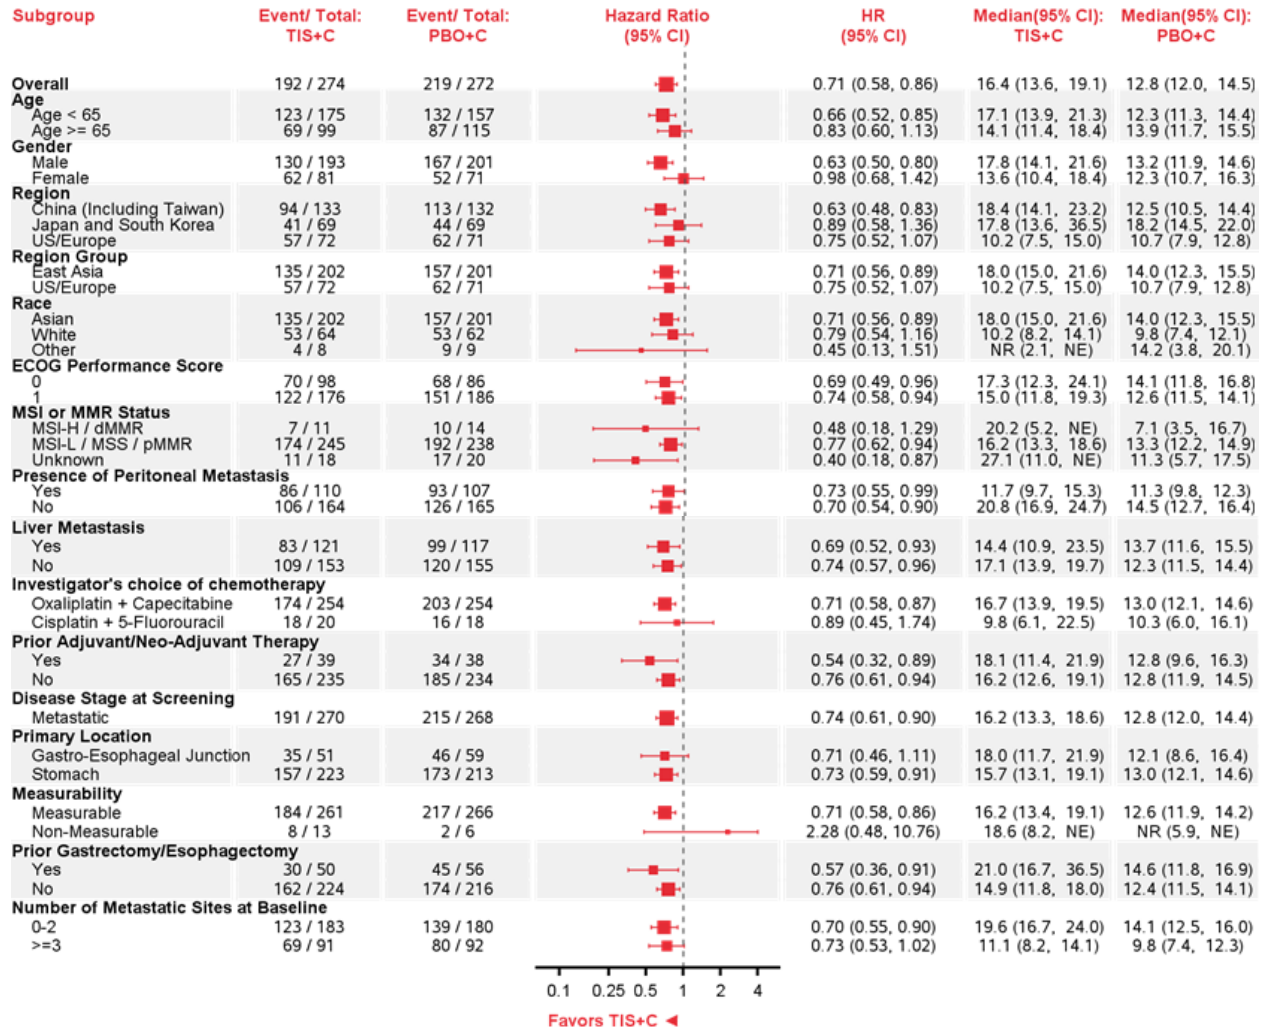 Subgroup Event/ Total: Event/ Total: Hazard Ratio HR Median(95% CI): Median(95% CI):
TIS+C PBO+C (95% CI) (95% CI) TIS+C PBO+C
Overall 192 / 274 219 / 272 0.71 (0.58, 0.86) 16.4 (13.6, 19.1) 12.8 (12.0, 14.5)
Age
Age < 65 123 / 175 132 / 157 0.66 (0.52, 0.85) 17.1 (13.9, 21.3) 12.3 (11.3, 14.4)
Age >= 65 69 / 99 87 / 115 0.83 (0.60, 1.13) 14.1 (11.4, 18.4) 13.9 (11.7, 15.5)
Gender
Male 130 / 193 167 / 201 0.63 (0.50, 0.80) 17.8 (14.1, 21.6) 13.2 (11.9, 14.6)
Female 62 / 81 52 / 71 0.98 (0.68, 1.42) 13.6 (10.4, 18.4) 12.3 (10.7, 16.3)
Region
China (Including Taiwan) 94 / 133 113 / 132 0.63 (0.48, 0.83) 18.4 (14.1, 23.2) 12.5 (10.5, 14.4)
Japan and South Korea 41 / 69 44 / 69 0.89 (0.58, 1.36) 17.8 (13.6, 36.5) 18.2 (14.5, 22.0)
US/Europe 57 / 72 62 / 71 0.75 (0.52, 1.07) 10.2 (7.5, 15.0) 10.7 (7.9, 12.8)
Region Group
East Asia 135 / 202 157 / 201 0.71 (0.56, 0.89) 18.0 (15.0, 21.6) 14.0 (12.3, 15.5)
US/Europe 57 / 72 62 / 71 0.75 (0.52, 1.07) 10.2 (7.5, 15.0) 10.7 (7.9, 12.8)
Race
Asian 135 / 202 157 / 201 0.71 (0.56, 0.89) 18.0 (15.0, 21.6) 14.0 (12.3, 15.5)
White 53 / 64 53 / 62 0.79 (0.54, 1.16) 10.2 (8.2, 14.1) 9.8 (7.4, 12.1)
Other 4 / 8 9 / 9 0.45 (0.13, 1.51) NR (2.1, NE) 14.2 (3.8, 20.1)
ECOG Performance Score
0 70 / 98 68 / 86 0.69 (0.49, 0.96) 17.3 (12.3, 24.1) 14.1 (11.8, 16.8)
1 122 / 176 151 / 186 0.74 (0.58, 0.94) 15.0 (11.8, 19.3) 12.6 (11.5, 14.1)
MSI or MMR Status
MSI-H / dMMR 7 / 11 10 / 14 0.48 (0.18, 1.29) 20.2 (5.2, NE) 7.1 (3.5, 16.7)
MSI-L / MSS / pMMR 174 / 245 192 / 238 0.77 (0.62, 0.94) 16.2 (13.3, 18.6) 13.3 (12.2, 14.9)
Unknown 11 / 18 17 / 20 0.40 (0.18, 0.87) 27.1 (11.0, NE) 11.3 (5.7, 17.5)
Presence of Peritoneal Metastasis
Yes 86 / 110 93 / 107 0.73 (0.55, 0.99) 11.7 (9.7, 15.3) 11.3 (9.8, 12.3)
No 106 / 164 126 / 165 0.70 (0.54, 0.90) 20.8 (16.9, 24.7) 14.5 (12.7, 16.4)
Liver Metastasis
Yes 83 / 121 99 / 117 0.69 (0.52, 0.93) 14.4 (10.9, 23.5) 13.7 (11.6, 15.5)
No 109 / 153 120 / 155 0.74 (0.57, 0.96) 17.1 (13.9, 19.7) 12.3 (11.5, 14.4)
Investigator's choice of chemotherapy
Oxaliplatin + Capecitabine 174 / 254 203 / 254 0.71 (0.58, 0.87) 16.7 (13.9, 19.5) 13.0 (12.1, 14.6)
Cisplatin + 5-Fluorouracil 18 / 20 16 / 18 0.89 (0.45, 1.74) 9.8 (6.1, 22.5) 10.3 (6.0, 16.1)
Prior Adjuvant/Neo-Adjuvant Therapy
Yes 27 / 39 34 / 38 0.54 (0.32, 0.89) 18.1 (11.4, 21.9) 12.8 (9.6, 16.3)
No 165 / 235 185 / 234 0.76 (0.61, 0.94) 16.2 (12.6, 19.1) 12.8 (11.9, 14.5)
Disease Stage at Screening
Metastatic 191 / 270 215 / 268 0.74 (0.61, 0.90) 16.2 (13.3, 18.6) 12.8 (12.0, 14.4)
Primary Location
Gastro-Esophageal Junction 35 / 51 46 / 59 0.71 (0.46, 1.11) 18.0 (11.7, 21.9) 12.1 (8.6, 16.4)
Stomach 157 / 223 173 / 213 0.73 (0.59, 0.91) 15.7 (13.1, 19.1) 13.0 (12.1, 14.6)
Measurability
Measurable 184 / 261 217 / 266 0.71 (0.58, 0.86) 16.2 (13.4, 19.1) 12.6 (11.9, 14.2)
Non-Measurable 8 / 13 2 / 6 2.28 (0.48, 10.76) 18.6 (8.2, NE) NR (5.9, NE)
Prior Gastrectomy/Esophagectomy
Yes 30 / 50 45 / 56 0.57 (0.36, 0.91) 21.0 (16.7, 36.5) 14.6 (11.8, 16.9)
No 162 / 224 174 / 216 0.76 (0.61, 0.94) 14.9 (11.8, 18.0) 12.4 (11.5, 14.1)
Number of Metastatic Sites at Baseline
0-2 123 / 183 139 / 180 0.70 (0.55, 0.90) 19.6 (16.7, 24.0) 14.1 (12.5, 16.0)
>=3 69 / 91 80 / 92 0.73 (0.53, 1.02) 11.1 (8.2, 14.1) 9.8 (7.4, 12.3)
0.1 0.25 0.5 1 2 4
Favors TIS+C ◄